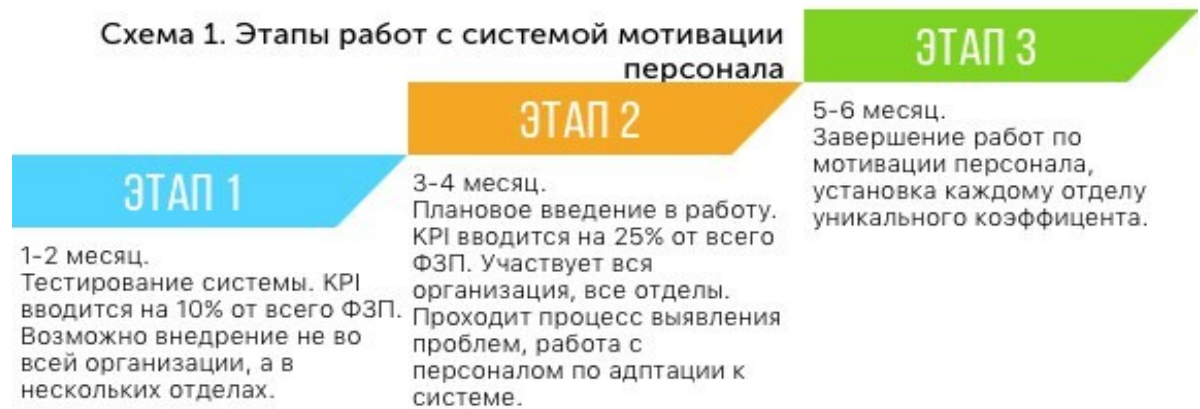 Схема 1. Этапы работ с системой мотивации
персонала
ЭТАП 1
1-2 месяц.
Тестирование системы. KPI
вводится на 10% от всего ФЗП.
Возможно внедрение не во
всей организации, а в
нескольких отделах.
ЭТАП 2
3-4 месяц.
Плановое введение в работу.
KPI вводится на 25% от всего
ФЗП. Участвует вся
организация, все отделы.
Проходит процесс выявления
проблем, работа с
персоналом по адптации к
системе.
ЭТАП 3
5-6 месяц.
Завершение работ по
мотивации персонала,
установка каждому отделу
уникального коэффицента.